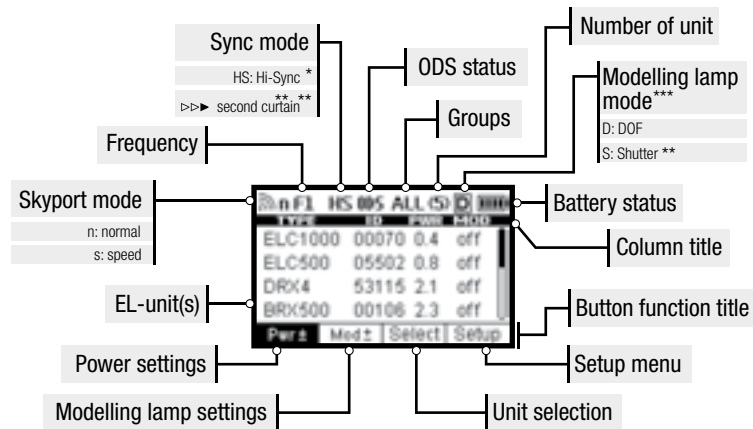 Sync mode
HS: Hi-Sync *
▷▷► second curtain**, **
ODS status
Number of unit
Modelling lamp
mode***
D: DOF
S: Shutter **
Frequency
Groups
Skyport mode
n: normal
s: speed
n F1 HS 005 ALL (5) D
Battery status
TYPE ID PWR MOD
Column title
ELC1000 00070 0.4 off
ELC500 05502 0.8 off
DRX4 53115 2.1 off
BRX500 00106 2.3 off
EL-unit(s)
Button function title
Pwr± Mod± Select Setup
Power settings
Setup menu
Modelling lamp settings
Unit selection